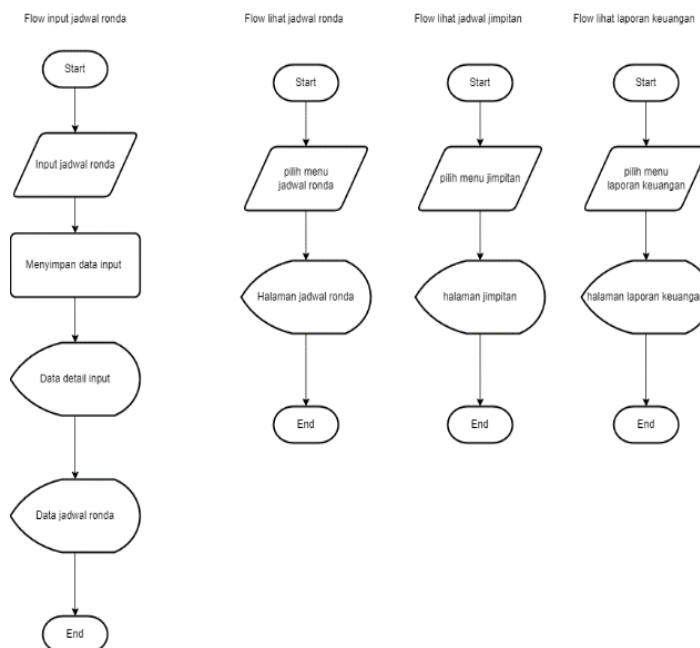 Flow input jadwal ronda
Start
Input jadwal ronda
Menyimpan data input
Data detail input
Data jadwal ronda
End
Flow lihat jadwal ronda
Start
pilih menu
jadwal ronda
Halaman jadwal ronda
End
Flow lihat jadwal jimpitan
Start
pilih menu jimpitan
halaman jimpitan
End
Flow lihat laporan keuangan
Start
pilih menu
laporan keuangan
halaman laporan keuangan
End